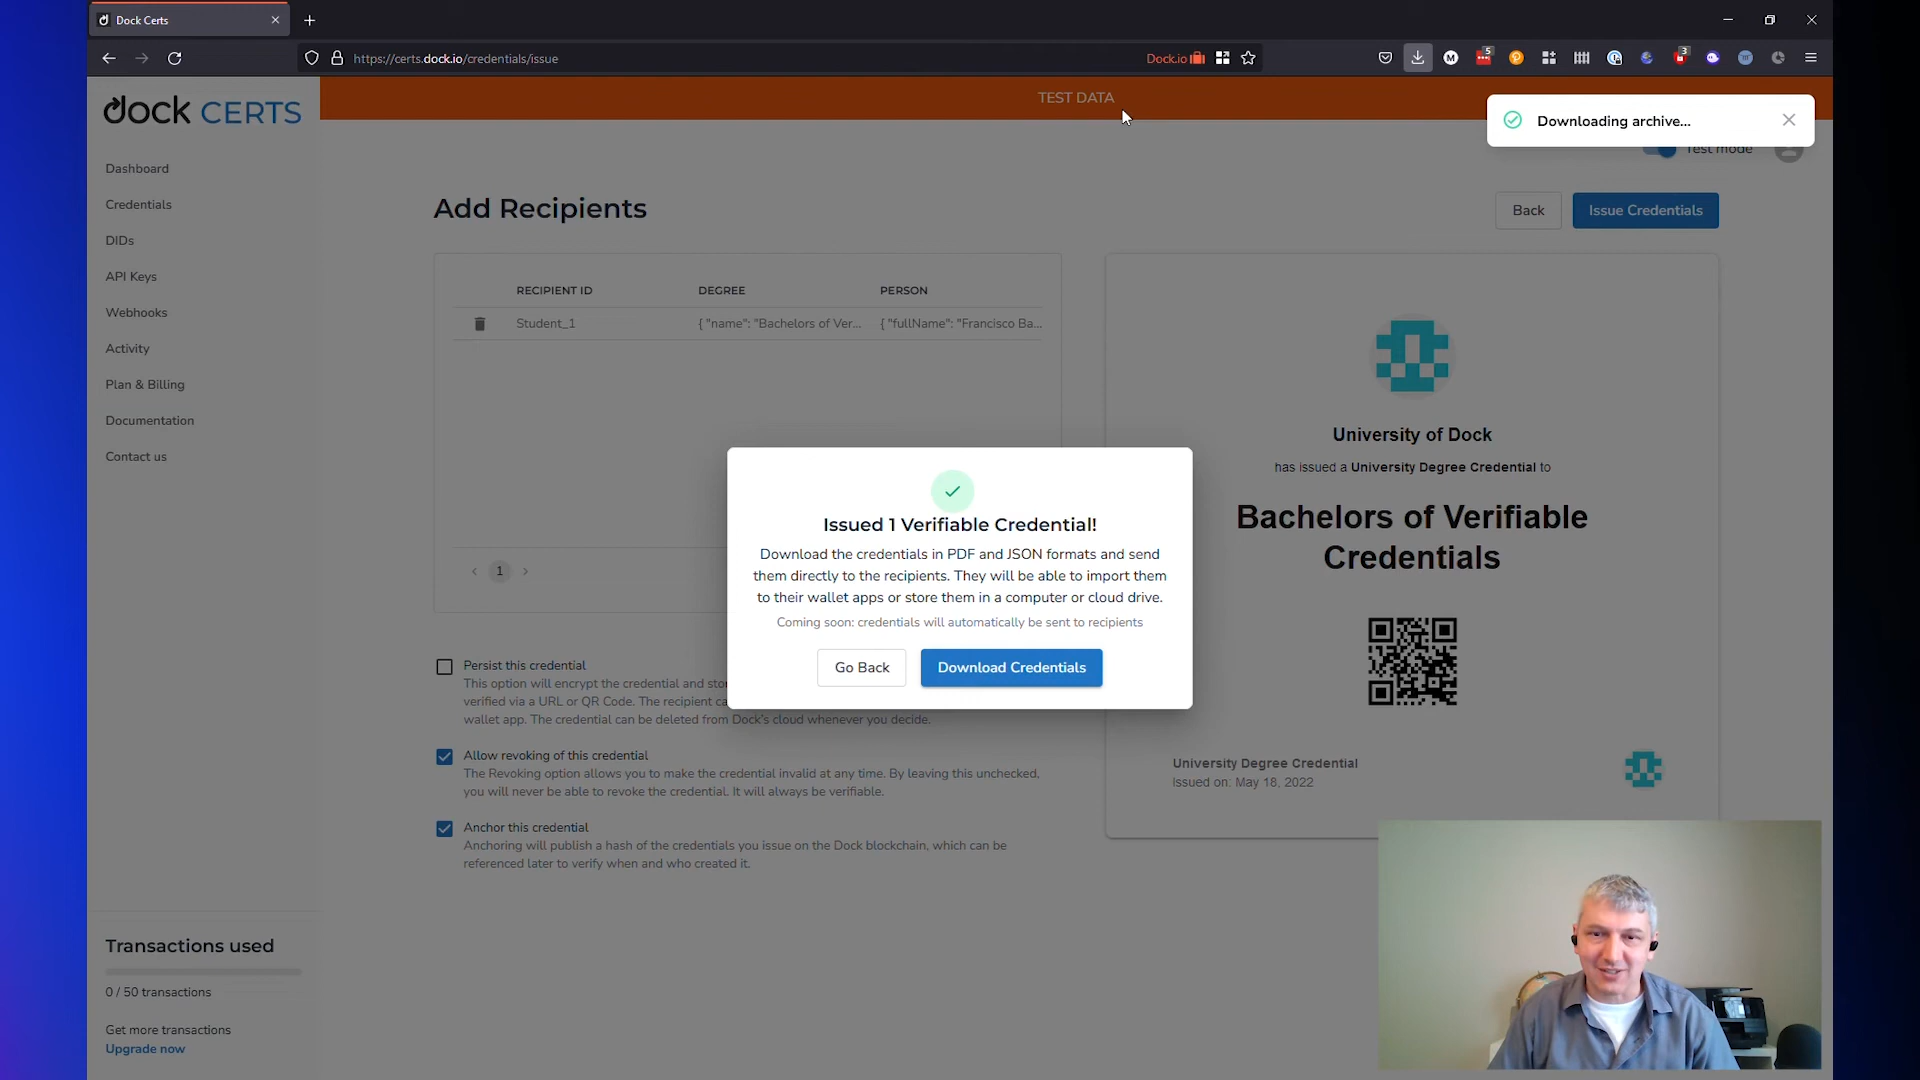 Dock Certs
https://certs.dock.io/credentials/issue
Dock.io
5
3
dock CERTS
TEST DATA
Downloading archive...
Test mode
Dashboard
Credentials
DIDs
API Keys
Webhooks
Activity
Plan & Billing
Documentation
Contact us
Add Recipients
Back
Issue Credentials
RECIPIENT ID
DEGREE
PERSON
Student_1
{ "name": "Bachelors of Ver...
{ "fullName": "Francisco Ba...
1
University of Dock
has issued a University Degree Credential to
Bachelors of Verifiable
Credentials
University Degree Credential
Issued on: May 18, 2022
Issued 1 Verifiable Credential!
Download the credentials in PDF and JSON formats and send
them directly to the recipients. They will be able to import them
to their wallet apps or store them in a computer or cloud drive.
Coming soon: credentials will automatically be sent to recipients
Go Back
Download Credentials
Persist this credential
This option will encrypt the credential and sto
verified via a URL or QR Code. The recipient ca
wallet app. The credential can be deleted from Dock's cloud whenever you decide.
Allow revoking of this credential
The Revoking option allows you to make the credential invalid at any time. By leaving this unchecked,
you will never be able to revoke the credential. It will always be verifiable.
Anchor this credential
Anchoring will publish a hash of the credentials you issue on the Dock blockchain, which can be
referenced later to verify when and who created it.
Transactions used
0 / 50 transactions
Get more transactions
Upgrade now